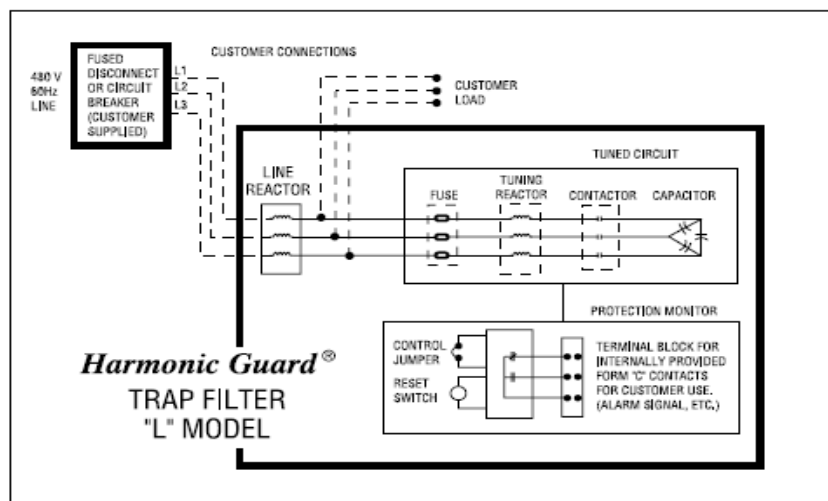 CUSTOMER CONNECTIONS
480 V
60Hz
LINE
FUSED
DISCONNECT
OR CIRCUIT
BREAKER
(CUSTOMER
SUPPLIED)
L1
L2
L3
CUSTOMER
LOAD
LINE
REACTOR
TUNED CIRCUIT
FUSE
TUNING
REACTOR
CONTACTOR
CAPACITOR
PROTECTION MONITOR
CONTROL
JUMPER
RESET
SWITCH
TERMINAL BLOCK FOR
INTERNALLY PROVIDED
FORM "C" CONTACTS
FOR CUSTOMER USE.
(ALARM SIGNAL, ETC.)
Harmonic Guard ®
TRAP FILTER
"L" MODEL